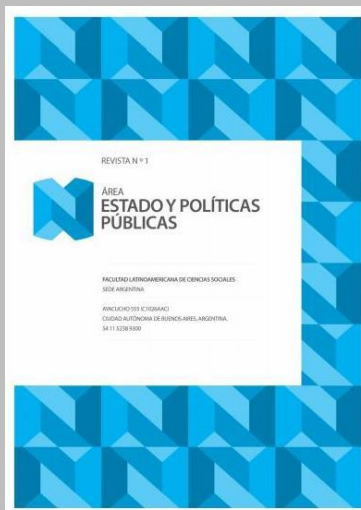 REVISTA Nº 1
ÁREA
ESTADO Y POLÍTICAS
PÚBLICAS
FACULTAD LATINOAMERICANA DE CIENCIAS SOCIALES
SEDE ARGENTINA
AYACUCHO 555 (C1026AAC)
CIUDAD AUTÓNOMA DE BUENOS AIRES, ARGENTINA.
54 11 5238 9300